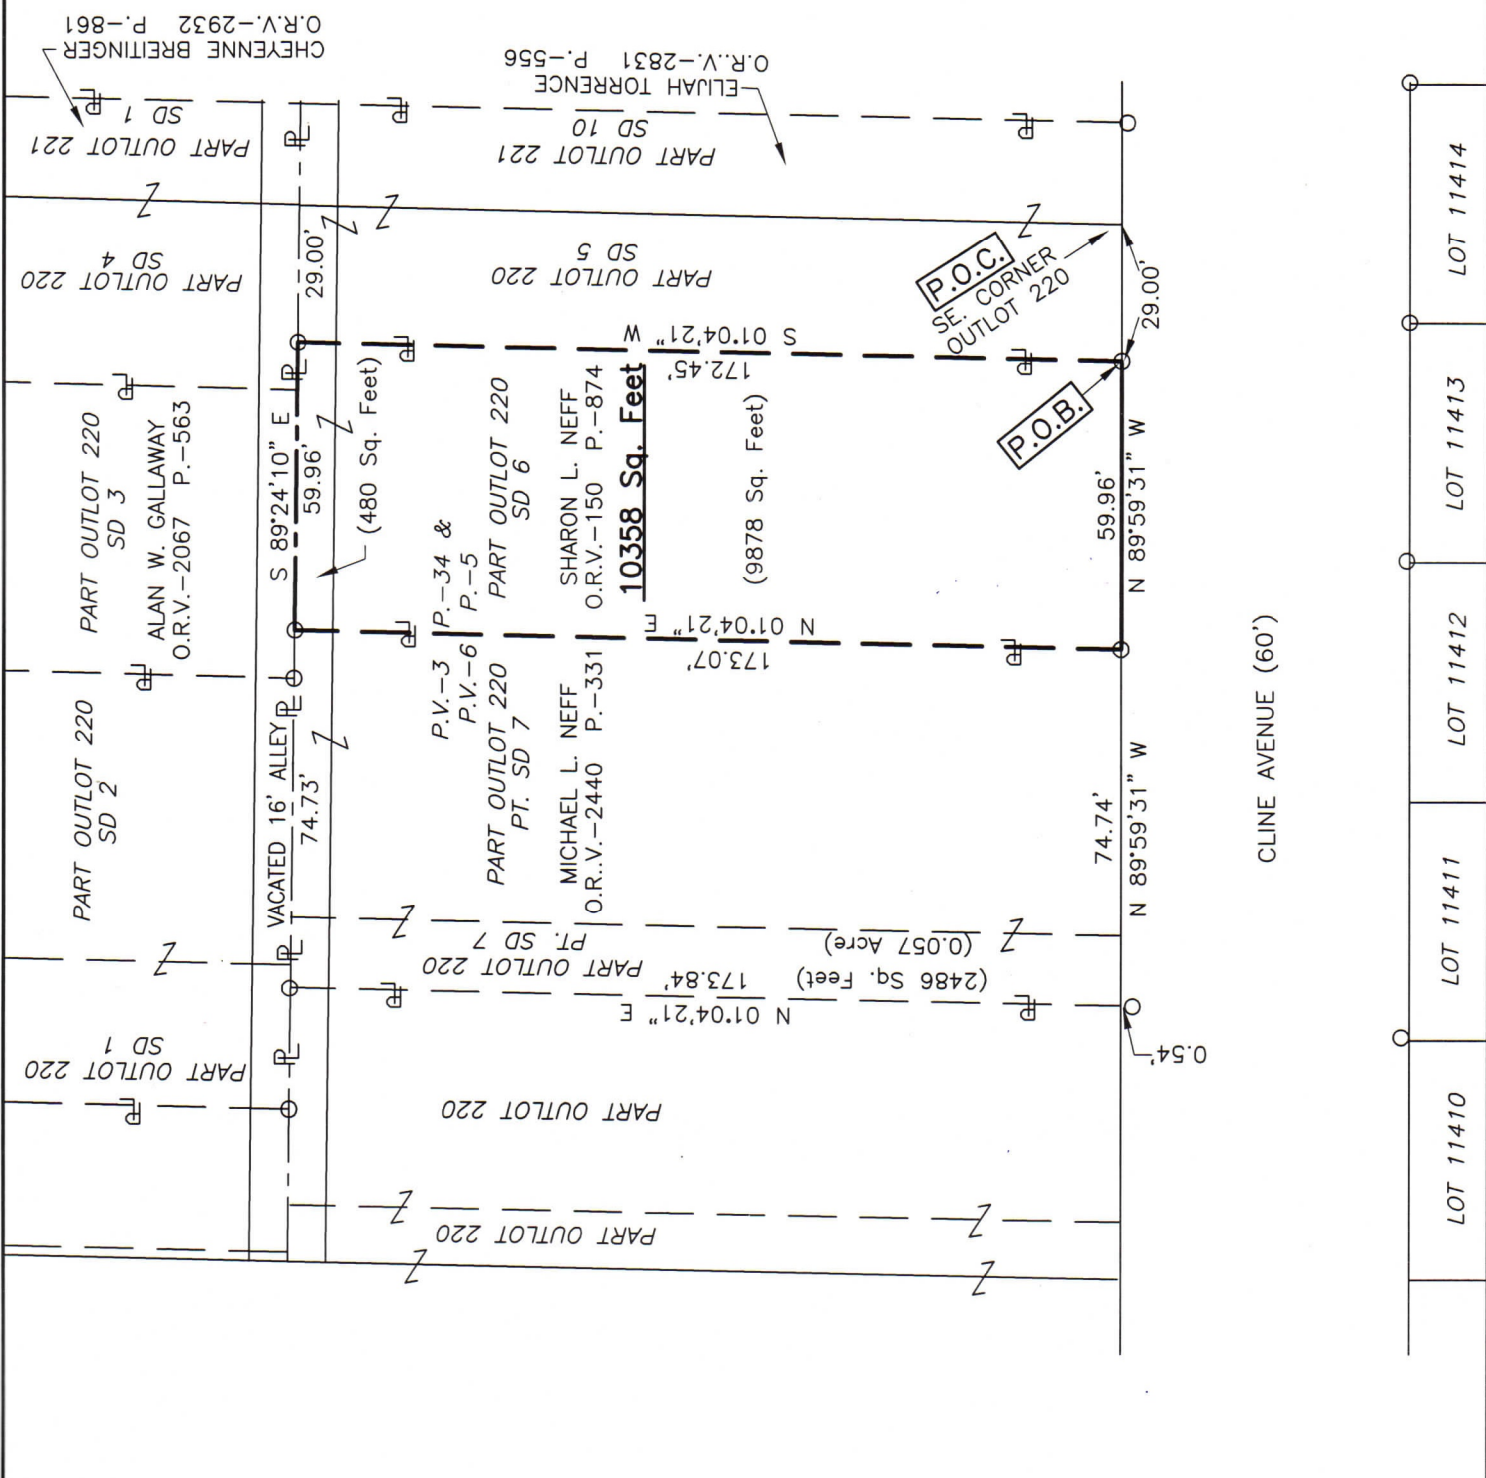 CHEYENNE BREITINGER
O.R.V.-2932 P.-861
PART OUTLOT 221
SD 1
ELIJAH TORRENCE
O.R..V.-2831 P.-556
PART OUTLOT 221
SD 10
PART OUTLOT 220
SD 4
29.00'
PART OUTLOT 220
SD 5
P.O.C.
SE. CORNER
OUTLOT 220
29.00'
S 01°04'21" W
172.45'
PART OUTLOT 220
SD 3
ALAN W. GALLAWAY
O.R.V.-2067 P.-563
S 89°24'10" E
59.96'
(480 Sq. Feet)
P.V.-3 P.-34 &
P.V.-6 P.-5
PART OUTLOT 220
SD 6
SHARON L. NEFF
O.R.V.-150 P.-874
10358 Sq. Feet
(9878 Sq. Feet)
P.O.B.
59.96'
N 89°59'31" W
N 01°04'21" E
173.07'
PART OUTLOT 220
SD 2
VACATED 16' ALLEY
74.73'
PART OUTLOT 220
PT. SD 7
MICHAEL L. NEFF
O.R..V.-2440 P.-331
74.74'
N 89°59'31" W
CLINE AVENUE (60')
PART OUTLOT 220
PT. SD 7
(2486 Sq. Feet)
(0.057 Acre)
N 01°04'21" E
173.84'
0.54'
PART OUTLOT 220
SD 1
PART OUTLOT 220
PART OUTLOT 220
LOT 11410
LOT 11411
LOT 11412
LOT 11413
LOT 11414